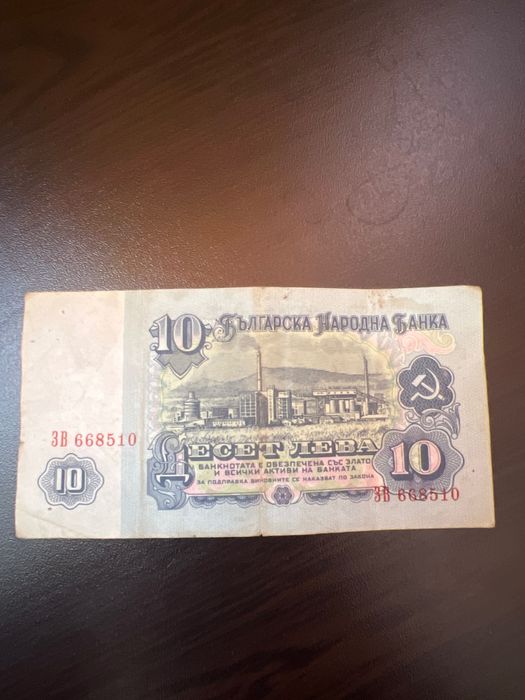 10 БЪЛГАРСКА НАРОДНА БАНКА
ЗВ 668510
ДЕСЕТ ЛЕВА
БАНКНОТАТА Е ОБЕЗПЕЧЕНА СЪС ЗЛАТО
И ВСИЧКИ АКТИВИ НА БАНКАТА
ЗА ПОДПРАВКА ВИНОВНИТЕ СЕ НАКАЗВАТ ПО ЗАКОНА
10
10
ЗВ 668510